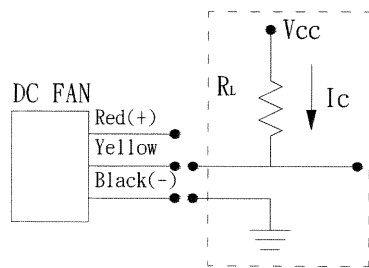 Vcc
DC FAN
RL
Ic
Red(+)
Yellow
Black(-)